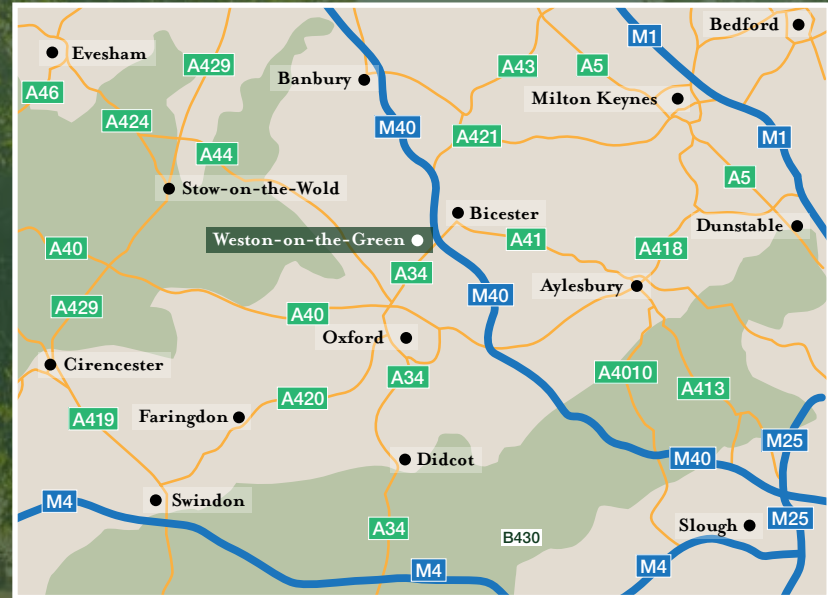 Bedford
M1
Evesham
A429
A43
A5
Banbury
A46
Milton Keynes
A424
M40
A421
M1
A44
A5
Stow-on-the-Wold
Bicester
Dunstable
Weston-on-the-Green
A41
A418
A40
A34
Aylesbury
M40
A429
A40
Oxford
Cirencester
A34
A4010
A413
A420
Faringdon
A419
M25
Didcot
M40
Swindon
M4
M25
Slough
A34
B430
M4
M4